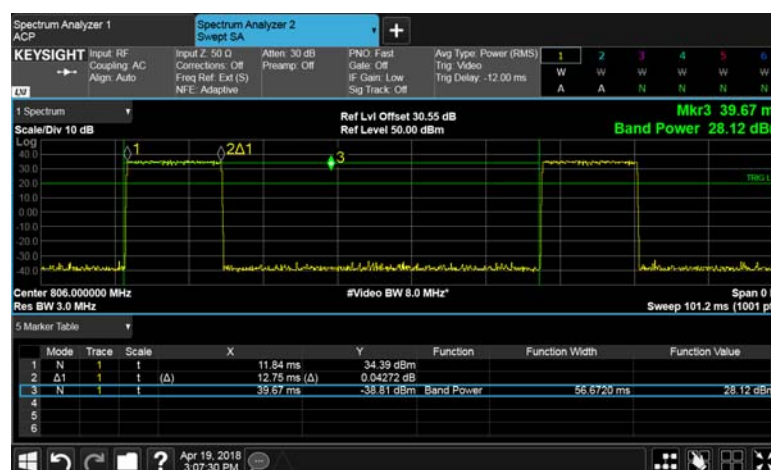 Spectrum Analyzer 1
ACP
Spectrum Analyzer 2
Swept SA
KEYSIGHT
Input: RF
Coupling: AC
Align: Auto
Input Z: 50 Ω
Corrections: Off
Freq Ref: Ext (S)
NFE: Adaptive
Atten: 30 dB
Preamp: Off
PNO: Fast
Gate: Off
IF Gain: Low
Sig Track: Off
Avg Type: Power (RMS)
Trig: Video
Trig Delay: -12.00 ms
1 2 3 4 5 6
W W W W W W
A A N N N N
LXI
1 Spectrum
Scale/Div 10 dB
Ref Lvl Offset 30.55 dB
Ref Level 50.00 dBm
Mkr3 39.67 m
Band Power 28.12 dBm
Log
40.0
30.0
20.0
10.0
0.00
-10.0
-20.0
-30.0
-40.0
1
2Δ1
3
TRIG L
Center 806.000000 MHz
Res BW 3.0 MHz
#Video BW 8.0 MHz*
Span 0
Sweep 101.2 ms (1001 pt
5 Marker Table
Mode Trace Scale X Y Function Function Width Function Value
1 N 1 t 11.84 ms 34.39 dBm
2 Δ1 1 t (Δ) 12.75 ms (Δ) 0.04272 dB
3 N 1 t 39.67 ms -38.81 dBm Band Power 56.6720 ms 28.12 dBm
4
5
6
?
Apr 19, 2018
3:07:30 PM